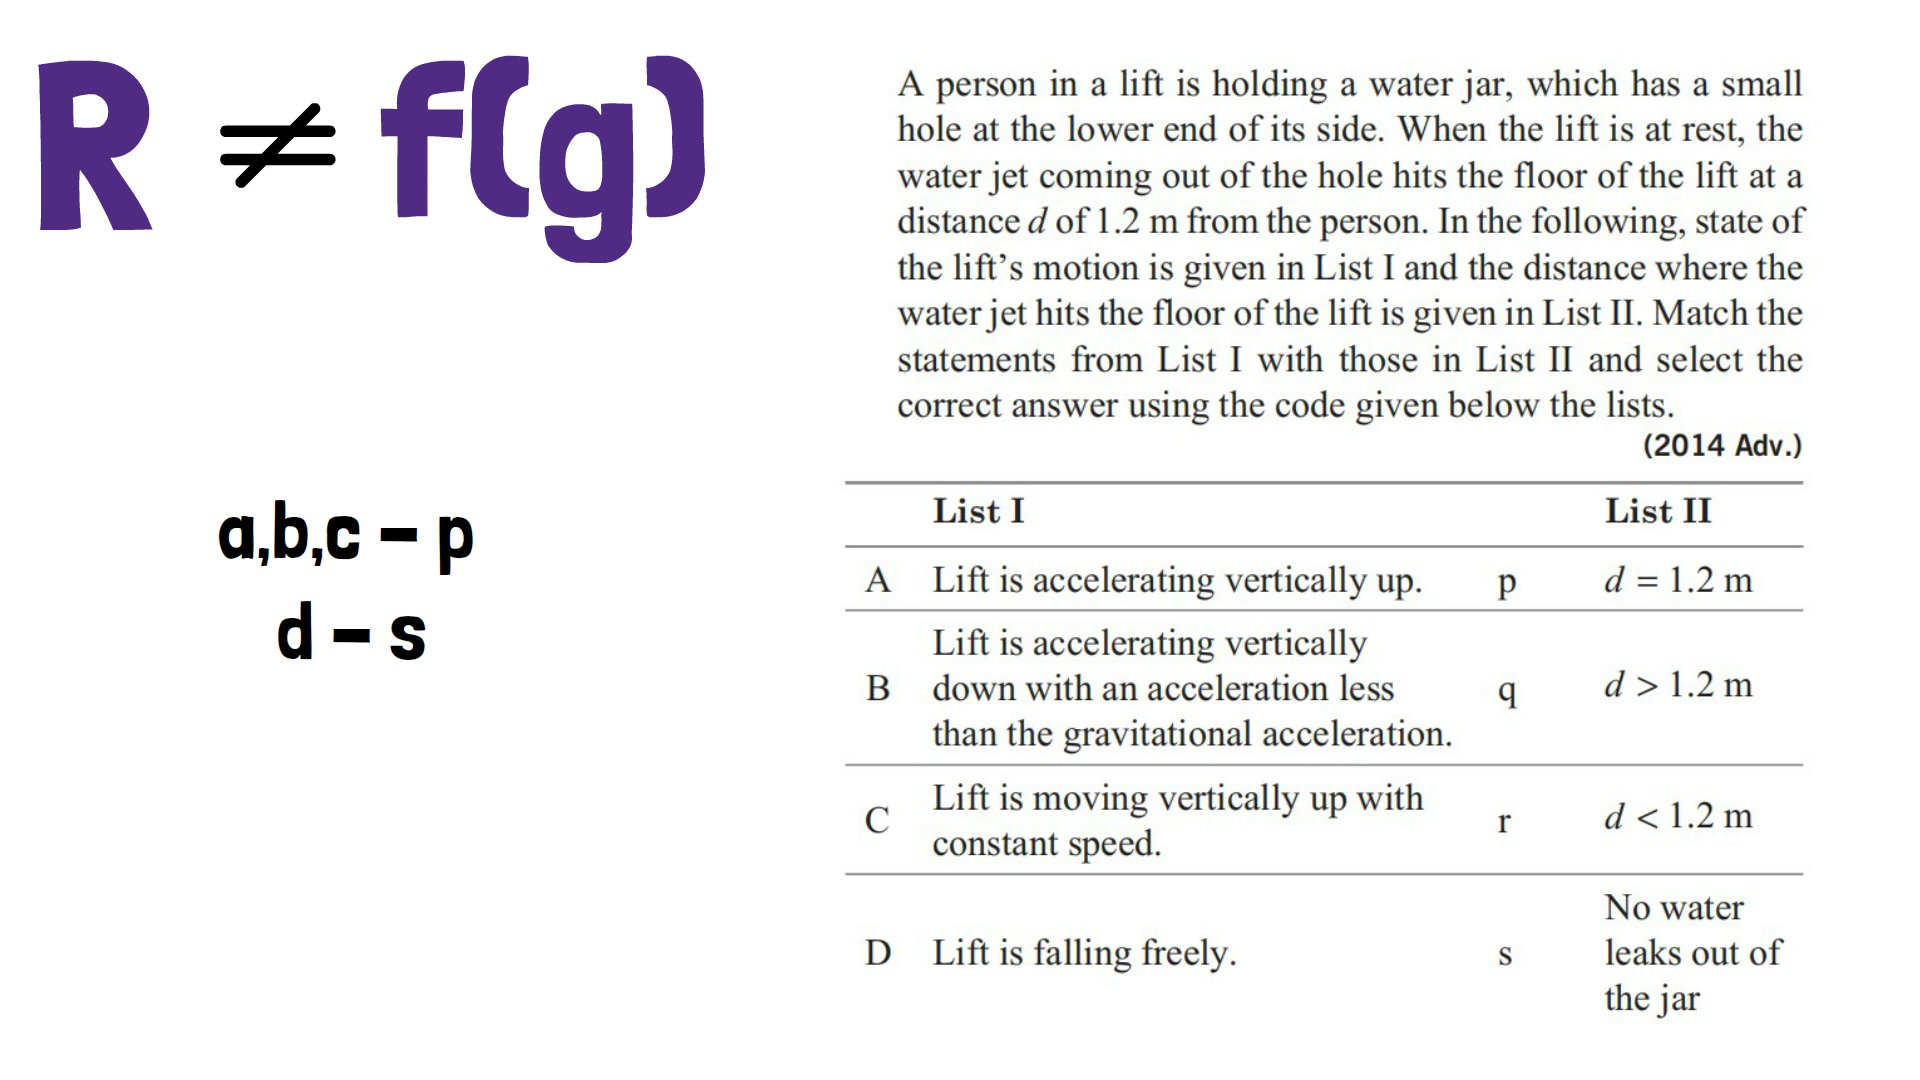 R ≠ f(g)
a,b,c – p
d – s
A person in a lift is holding a water jar, which has a small
hole at the lower end of its side. When the lift is at rest, the
water jet coming out of the hole hits the floor of the lift at a
distance d of 1.2 m from the person. In the following, state of
the lift’s motion is given in List I and the distance where the
water jet hits the floor of the lift is given in List II. Match the
statements from List I with those in List II and select the
correct answer using the code given below the lists.
(2014 Adv.)
List I List II
A Lift is accelerating vertically up. p d = 1.2 m
Lift is accelerating vertically
B down with an acceleration less q d > 1.2 m
than the gravitational acceleration.
C Lift is moving vertically up with r d < 1.2 m
constant speed.
No water
D Lift is falling freely. s leaks out of
the jar